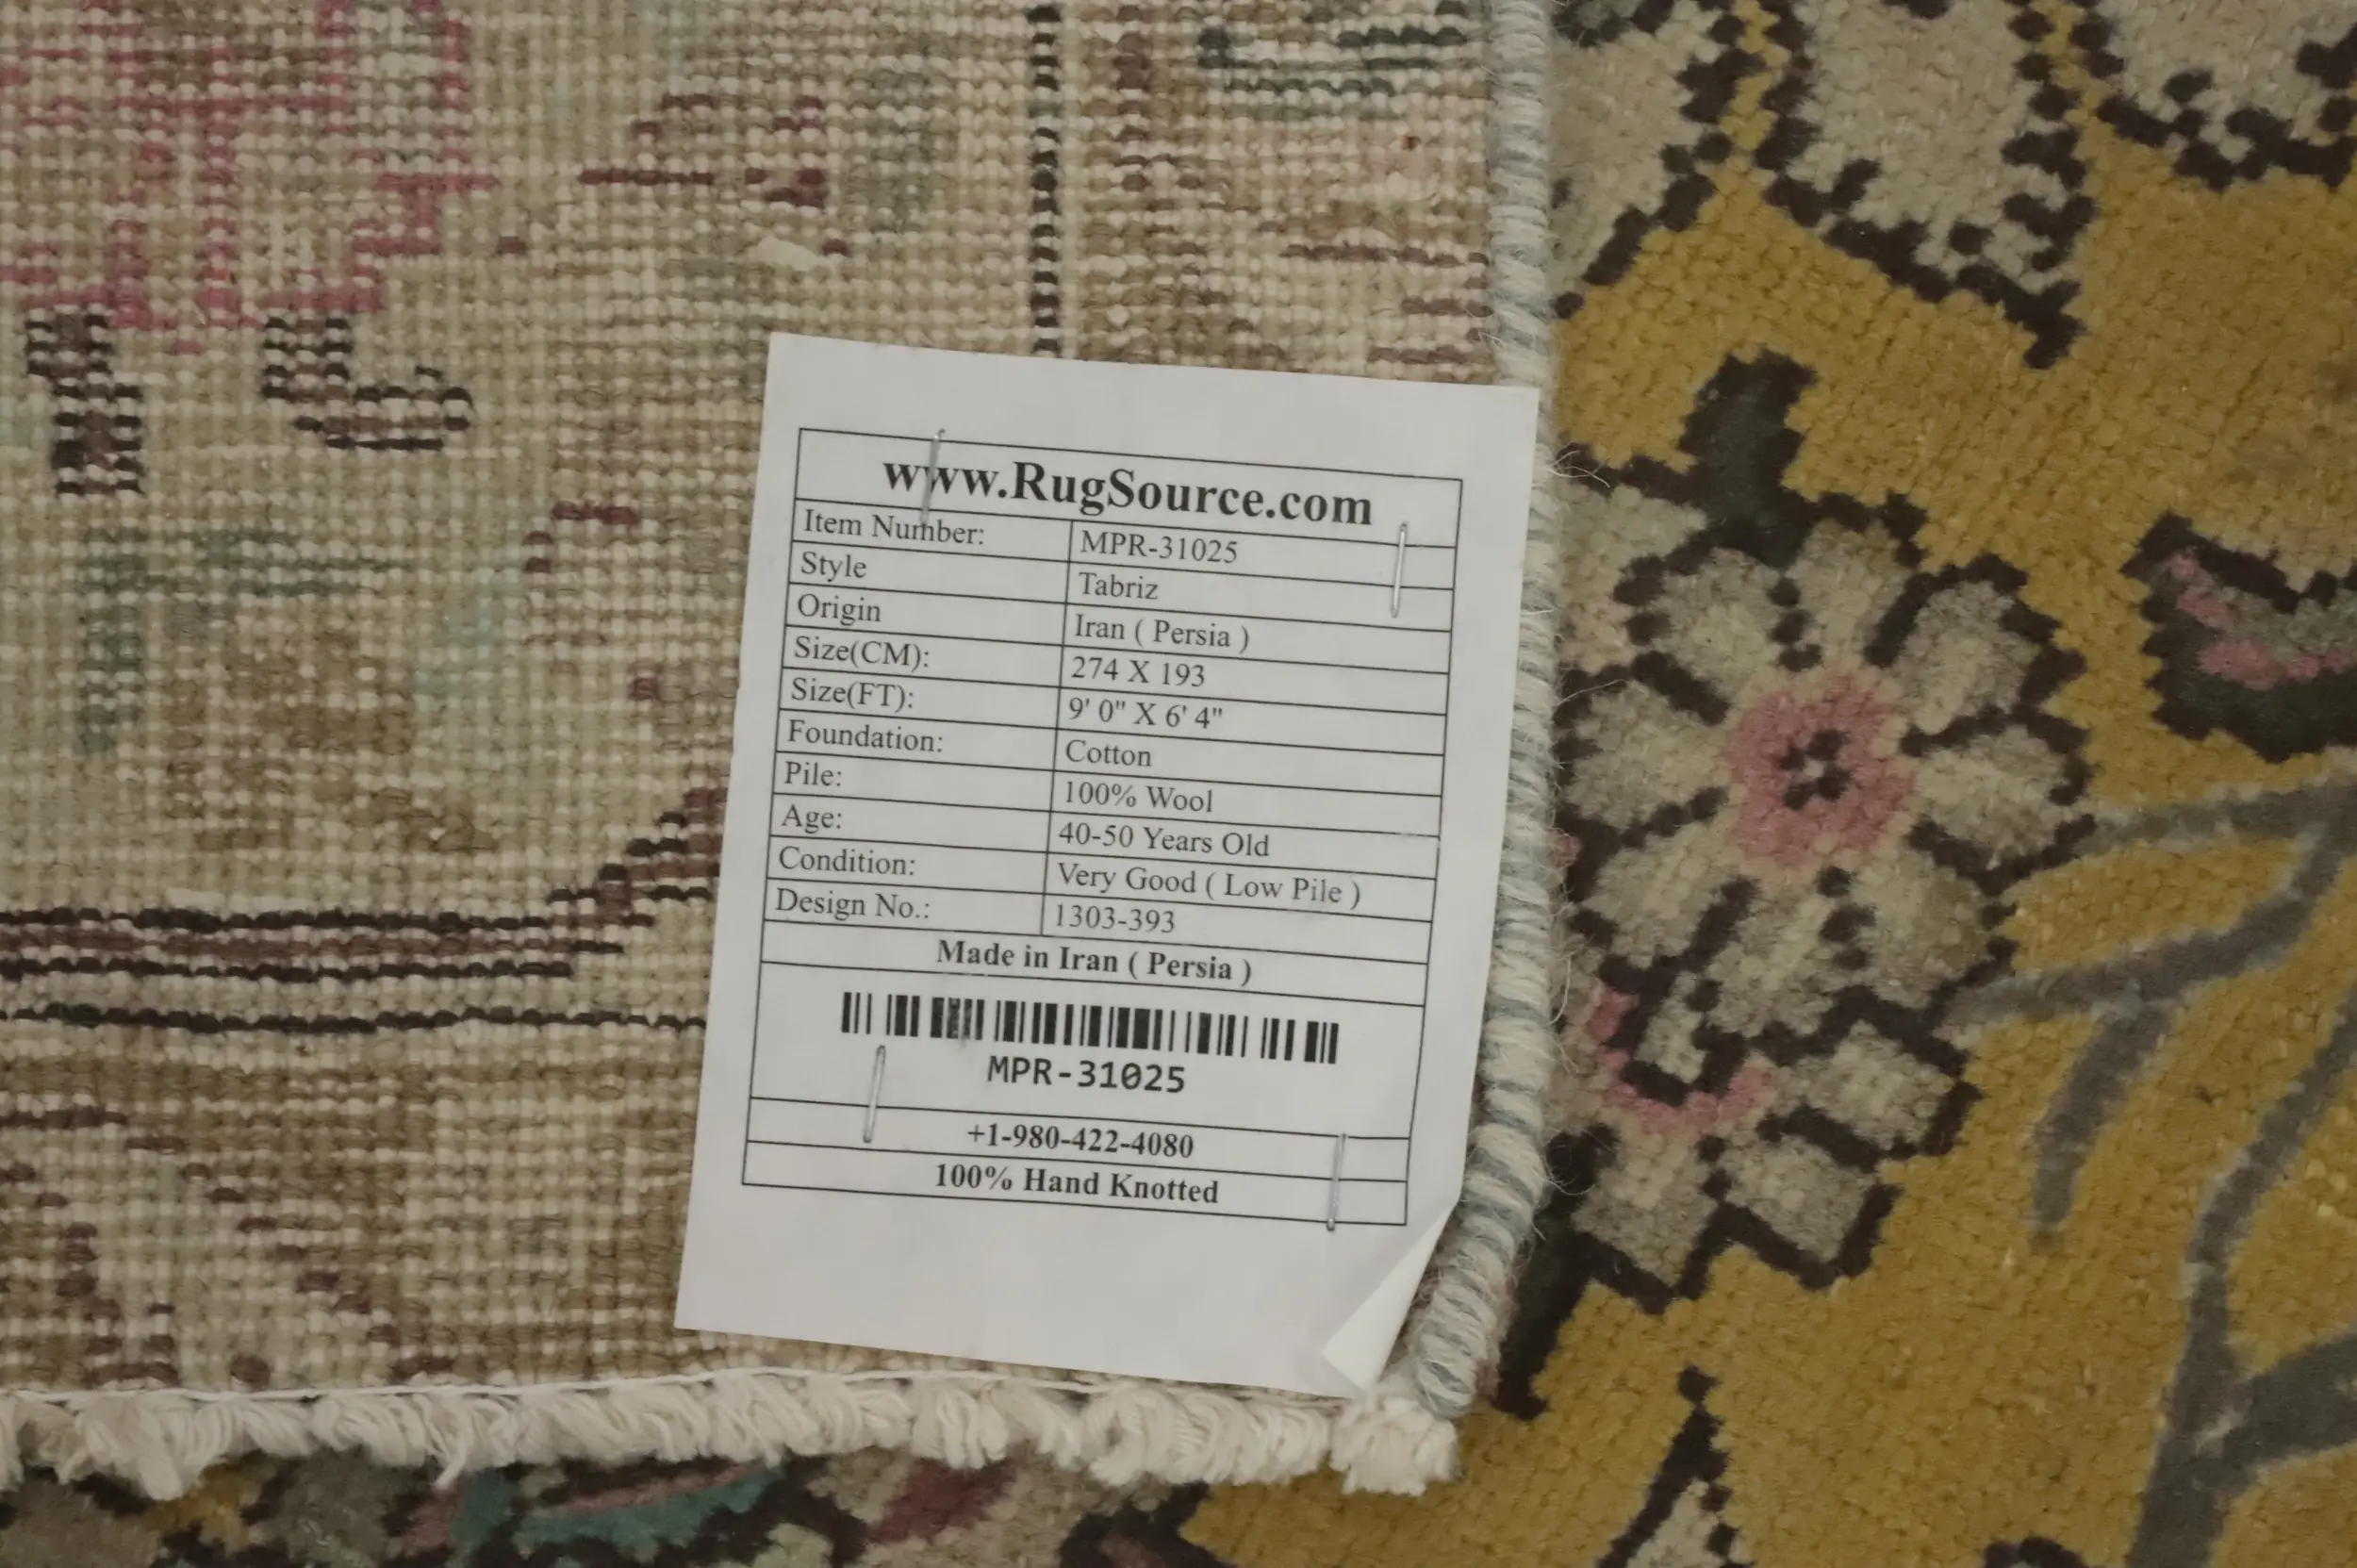 www.RugSource.com
Item Number: MPR-31025
Style Tabriz
Origin Iran ( Persia )
Size(CM): 274 X 193
Size(FT): 9' 0" X 6' 4"
Foundation: Cotton
Pile: 100% Wool
Age: 40-50 Years Old
Condition: Very Good ( Low Pile )
Design No.: 1303-393
Made in Iran ( Persia )
MPR-31025
+1-980-422-4080
100% Hand Knotted